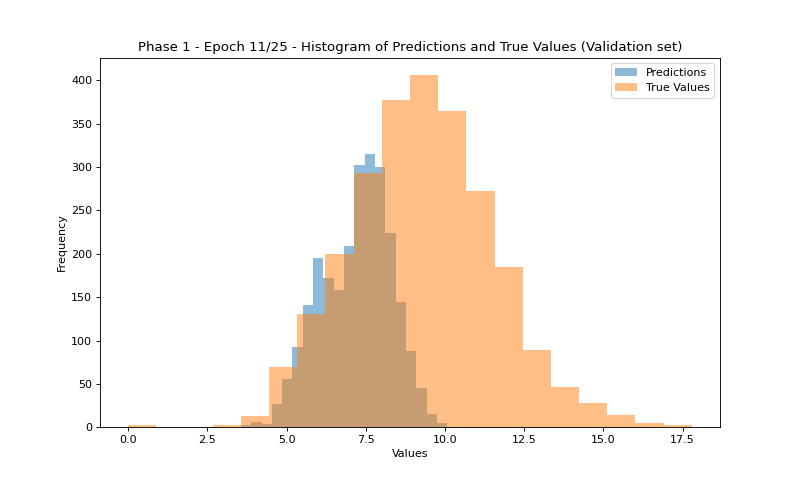 Phase 1 - Epoch 11/25 - Histogram of Predictions and True Values (Validation set)
Predictions
True Values
Frequency
400
350
300
250
200
150
100
50
0
0.0 2.5 5.0 7.5 10.0 12.5 15.0 17.5
Values